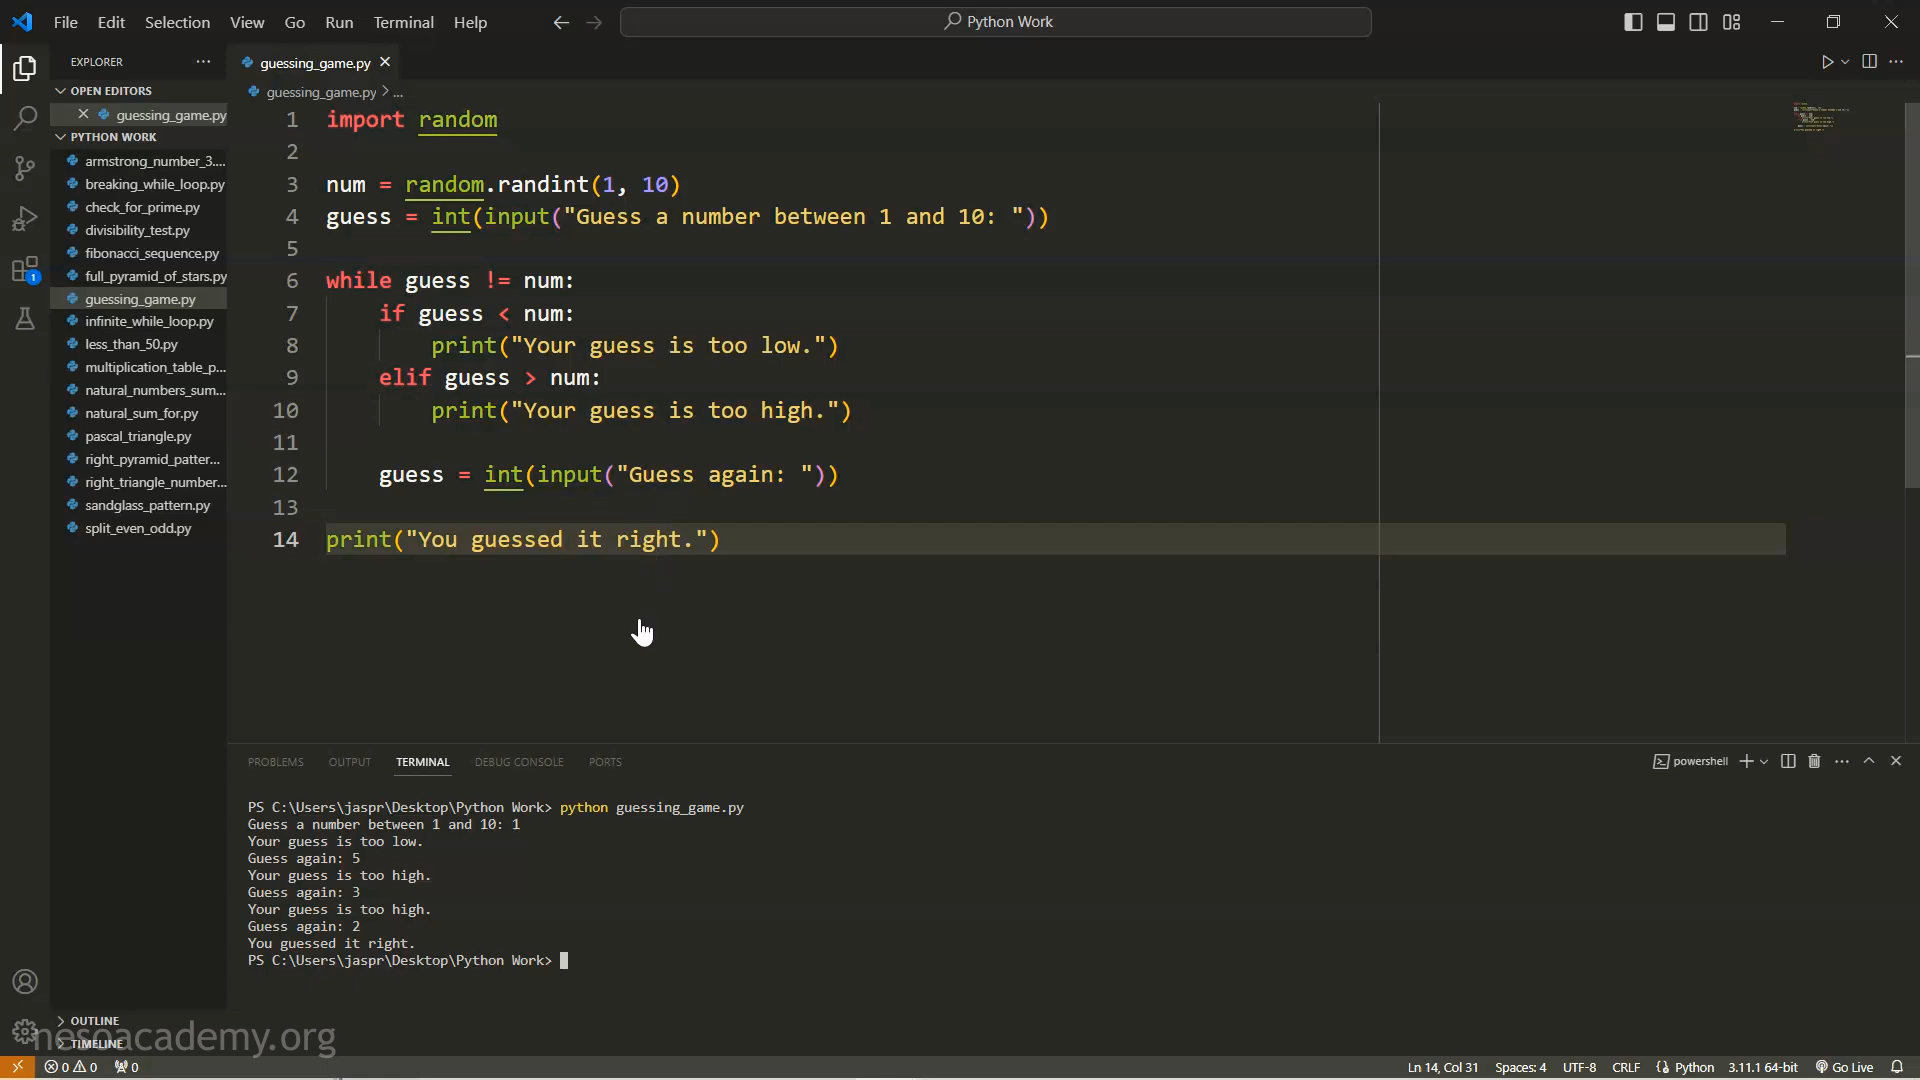 File Edit Selection View Go Run Terminal Help
Python Work
EXPLORER
OPEN EDITORS
guessing_game.py
PYTHON WORK
armstrong_number_3....
breaking_while_loop.py
check_for_prime.py
divisibility_test.py
fibonacci_sequence.py
full_pyramid_of_stars.py
guessing_game.py
infinite_while_loop.py
less_than_50.py
multiplication_table_p...
natural_numbers_sum...
natural_sum_for.py
pascal_triangle.py
right_pyramid_patter...
right_triangle_number...
sandglass_pattern.py
split_even_odd.py
OUTLINE
TIMELINE
1
guessing_game.py
guessing_game.py > ...
1 import random
2
3 num = random.randint(1, 10)
4 guess = int(input("Guess a number between 1 and 10: "))
5
6 while guess != num:
7 if guess < num:
8 print("Your guess is too low.")
9 elif guess > num:
10 print("Your guess is too high.")
11
12 guess = int(input("Guess again: "))
13
14 print("You guessed it right.")
PROBLEMS OUTPUT TERMINAL DEBUG CONSOLE PORTS
powershell
PS C:\Users\jaspr\Desktop\Python Work> python guessing_game.py
Guess a number between 1 and 10: 1
Your guess is too low.
Guess again: 5
Your guess is too high.
Guess again: 3
Your guess is too high.
Guess again: 2
You guessed it right.
PS C:\Users\jaspr\Desktop\Python Work>
nesoacademy.org
0 0 0
Ln 14, Col 31 Spaces: 4 UTF-8 CRLF Python 3.11.1 64-bit Go Live